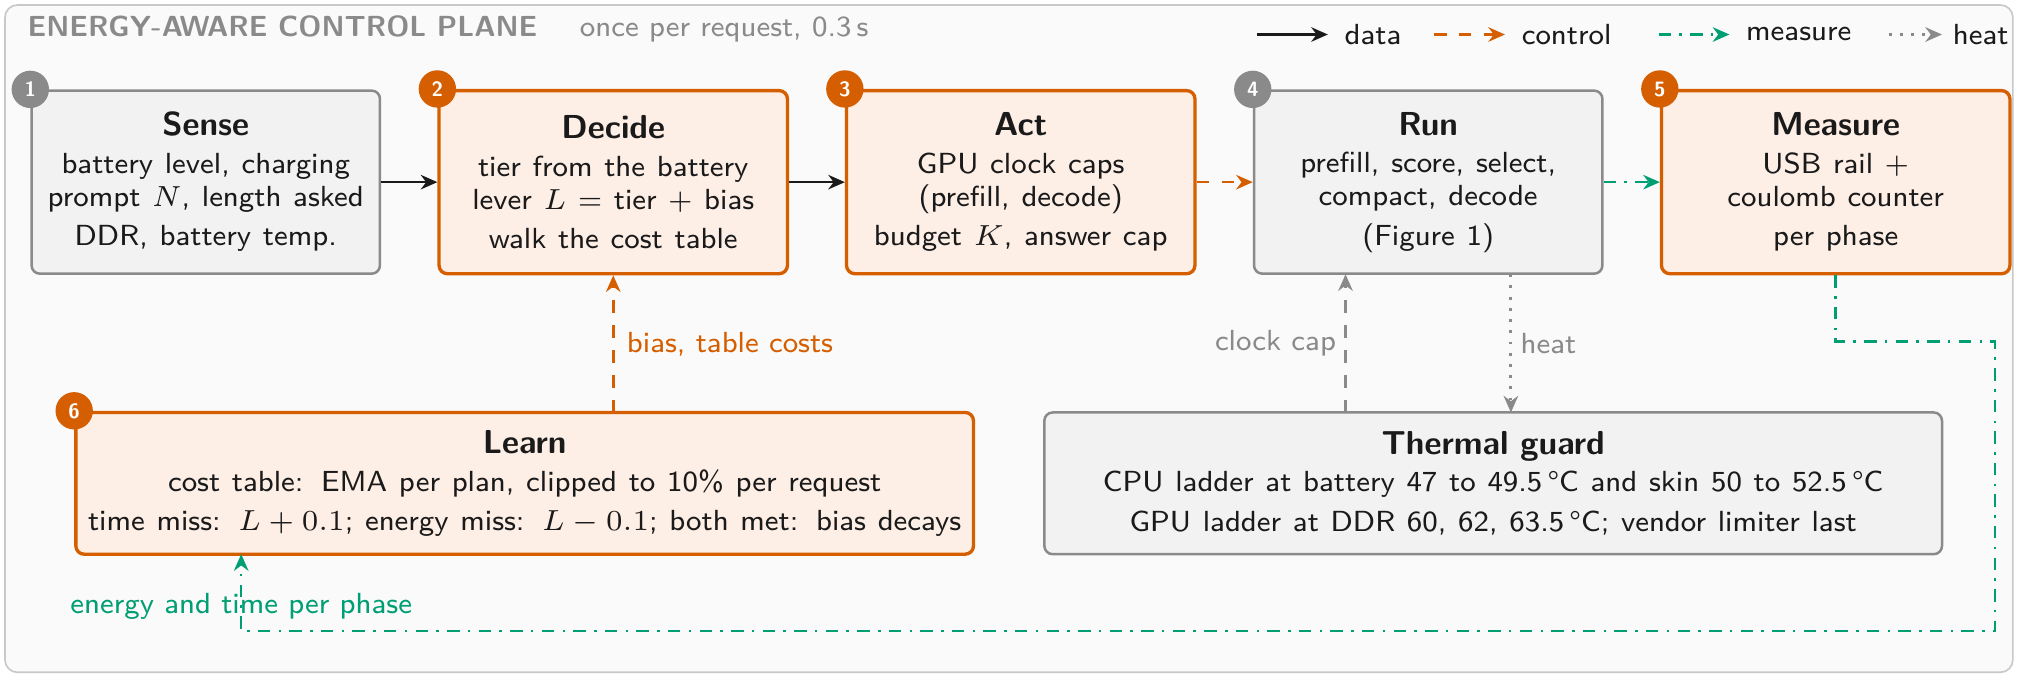 ENERGY-AWARE CONTROL PLANE once per request, 0.3 s
data control measure heat
1
Sense
battery level, charging
prompt N, length asked
DDR, battery temp.
2
Decide
tier from the battery
lever L = tier + bias
walk the cost table
3
Act
GPU clock caps
(prefill, decode)
budget K, answer cap
4
Run
prefill, score, select,
compact, decode
(Figure 1)
5
Measure
USB rail +
coulomb counter
per phase
bias, table costs
clock cap
heat
6
Learn
cost table: EMA per plan, clipped to 10% per request
time miss: L + 0.1; energy miss: L − 0.1; both met: bias decays
Thermal guard
CPU ladder at battery 47 to 49.5 °C and skin 50 to 52.5 °C
GPU ladder at DDR 60, 62, 63.5 °C; vendor limiter last
energy and time per phase